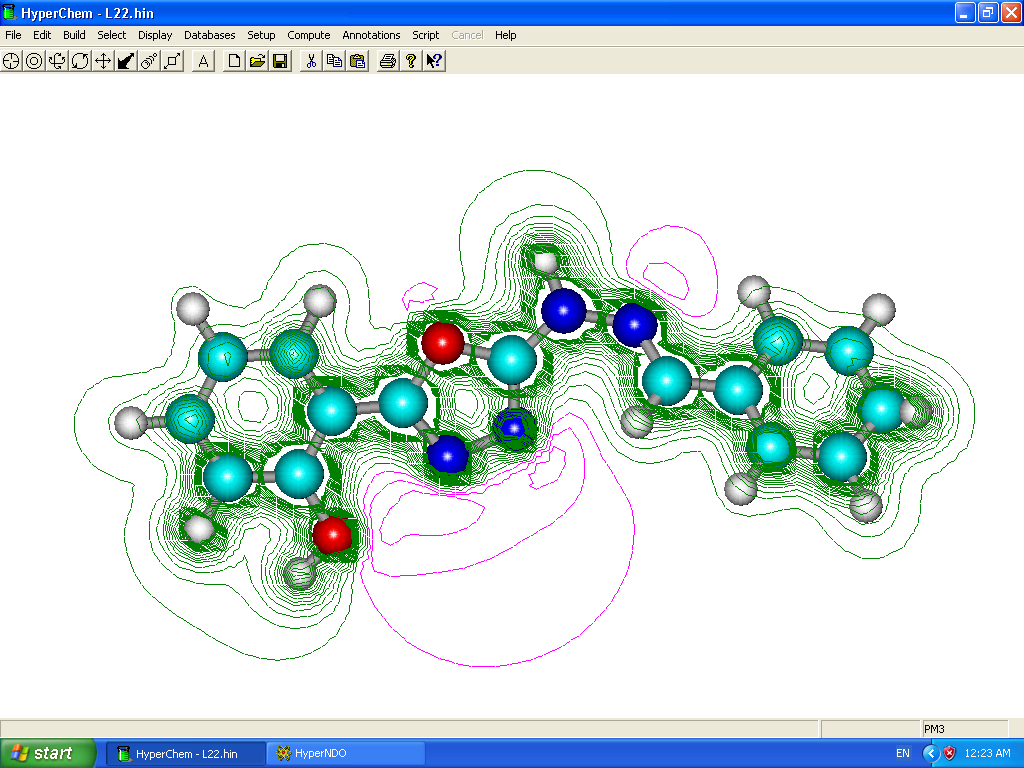 HyperChem - L22.hin
File Edit Build Select Display Databases Setup Compute Annotations Script Cancel Help
A
PM3
start HyperChem - L22.hin HyperNDO EN 12:23 AM